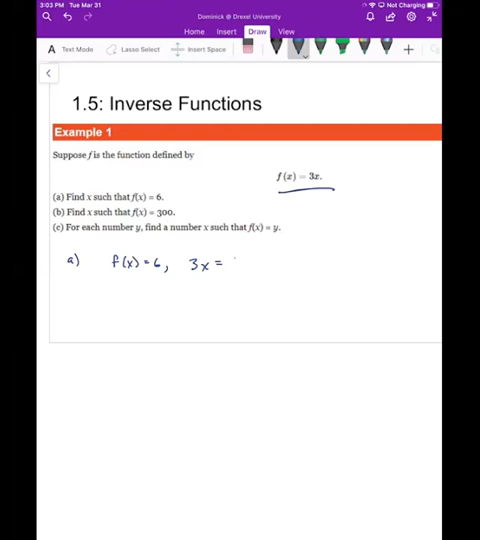 3:03 PM Tue Mar 31
Not Charging
Dominick @ Drexel University
Home Insert Draw View
A Text Mode Lasso Select Insert Space
1.5: Inverse Functions
Example 1
Suppose f is the function defined by
f(x) = 3x.
(a) Find x such that f(x) = 6.
(b) Find x such that f(x) = 300.
(c) For each number y, find a number x such that f(x) = y.
a) f(x) = 6, 3x =